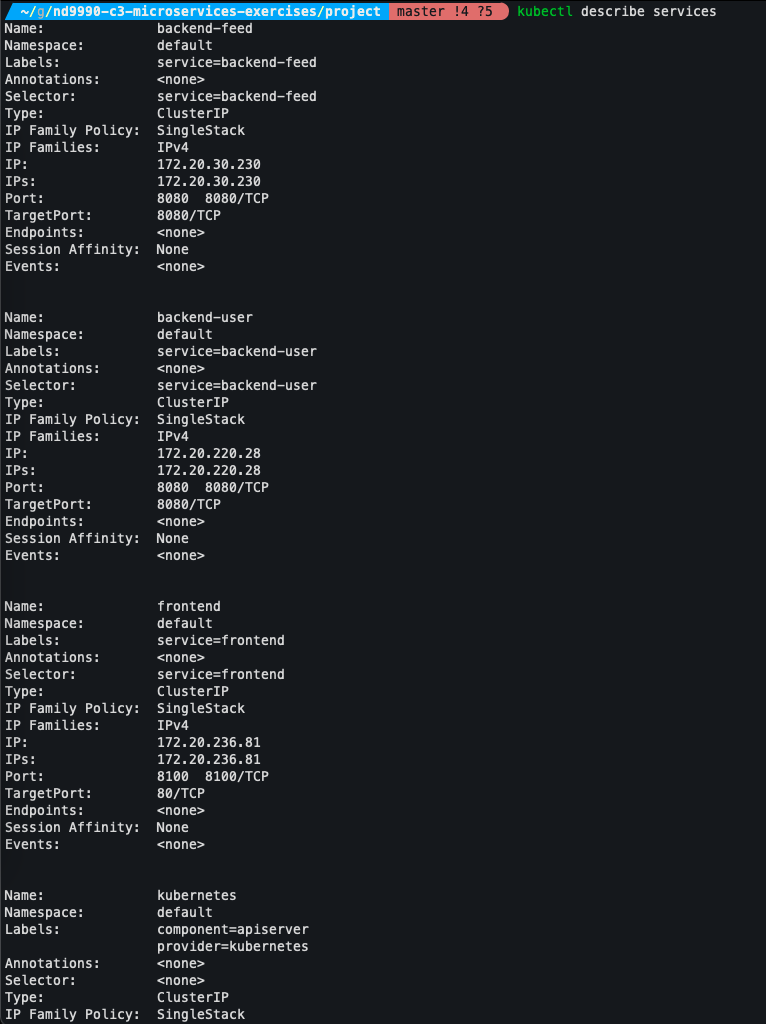 ~/g/nd9990-c3-microservices-exercises/project master !4 ?5 kubectl describe services
Name: backend-feed
Namespace: default
Labels: service=backend-feed
Annotations: <none>
Selector: service=backend-feed
Type: ClusterIP
IP Family Policy: SingleStack
IP Families: IPv4
IP: 172.20.30.230
IPs: 172.20.30.230
Port: 8080 8080/TCP
TargetPort: 8080/TCP
Endpoints: <none>
Session Affinity: None
Events: <none>
Name: backend-user
Namespace: default
Labels: service=backend-user
Annotations: <none>
Selector: service=backend-user
Type: ClusterIP
IP Family Policy: SingleStack
IP Families: IPv4
IP: 172.20.220.28
IPs: 172.20.220.28
Port: 8080 8080/TCP
TargetPort: 8080/TCP
Endpoints: <none>
Session Affinity: None
Events: <none>
Name: frontend
Namespace: default
Labels: service=frontend
Annotations: <none>
Selector: service=frontend
Type: ClusterIP
IP Family Policy: SingleStack
IP Families: IPv4
IP: 172.20.236.81
IPs: 172.20.236.81
Port: 8100 8100/TCP
TargetPort: 80/TCP
Endpoints: <none>
Session Affinity: None
Events: <none>
Name: kubernetes
Namespace: default
Labels: component=apiserver
provider=kubernetes
Annotations: <none>
Selector: <none>
Type: ClusterIP
IP Family Policy: SingleStack